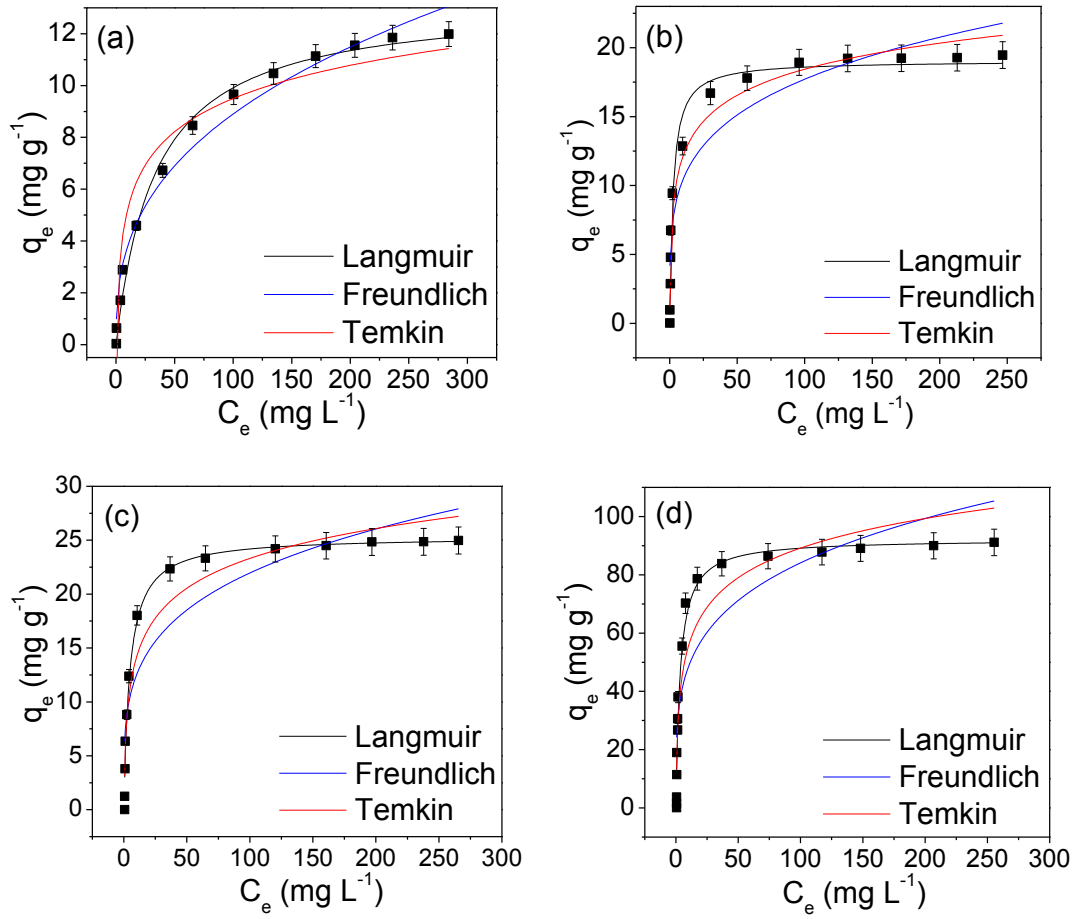 (a)
q_e (mg g^-1)
12
10
8
6
4
2
0
Langmuir
Freundlich
Temkin
0 50 100 150 200 250 300
C_e (mg L^-1)
(b)
q_e (mg g^-1)
20
15
10
5
0
Langmuir
Freundlich
Temkin
0 50 100 150 200 250
C_e (mg L^-1)
(c)
q_e (mg g^-1)
30
25
20
15
10
5
0
Langmuir
Freundlich
Temkin
0 50 100 150 200 250 300
C_e (mg L^-1)
(d)
q_e (mg g^-1)
100
80
60
40
20
0
Langmuir
Freundlich
Temkin
0 50 100 150 200 250 300
C_e (mg L^-1)